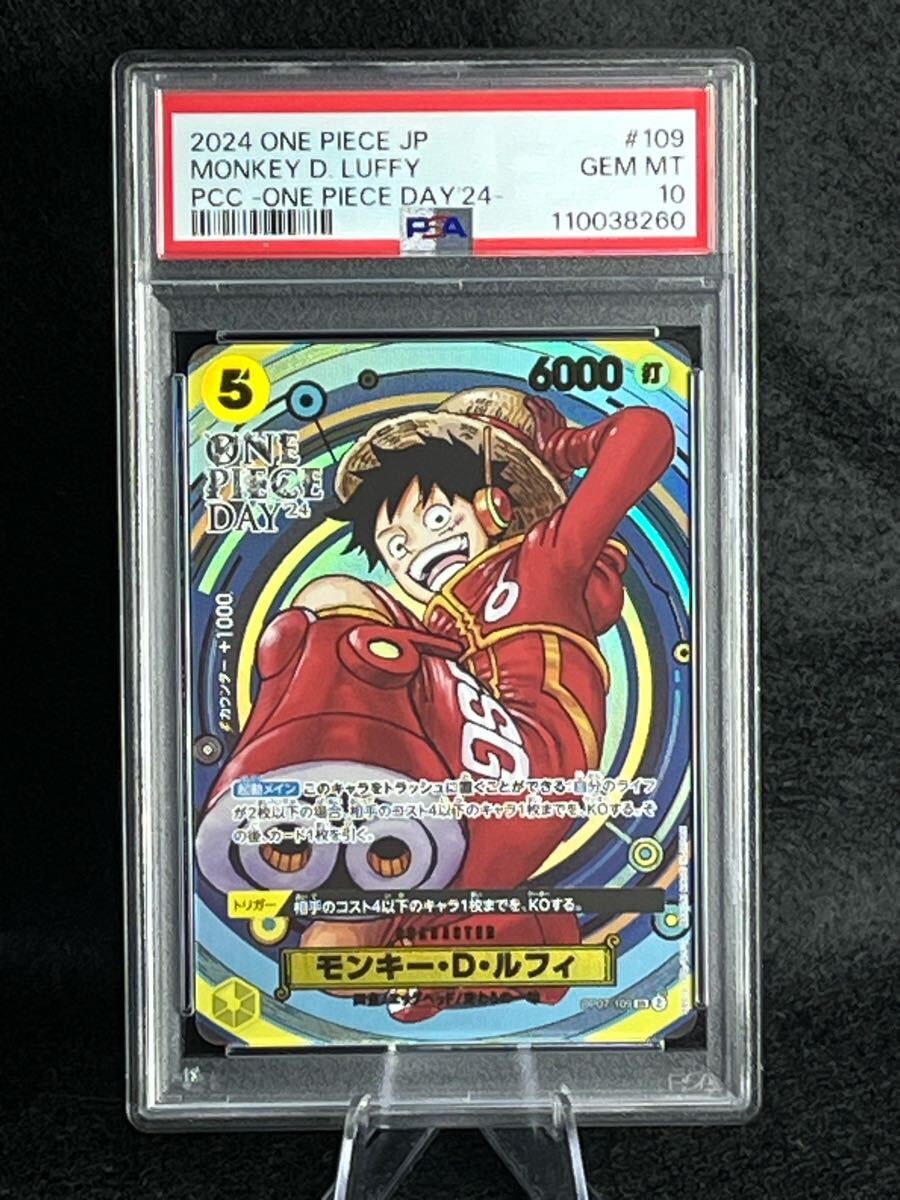 2024 ONE PIECE JP #109
MONKEY D. LUFFY GEM MT
PCC -ONE PIECE DAY'24- 10
110038260
PSA
5
6000 打
ONE
PIECE
DAY'24
カウンター +1000
6
SG
起動メイン このキャラをトラッシュに置くことができる:自分のライフ
が2枚以下の場合、相手のコスト4以下のキャラ1枚までを、KOする。そ
の後、カード1枚を引く。
トリガー 相手のコスト4以下のキャラ1枚までを、KOする。
CHARACTER
モンキー・D・ルフィ
OP07-109 SR